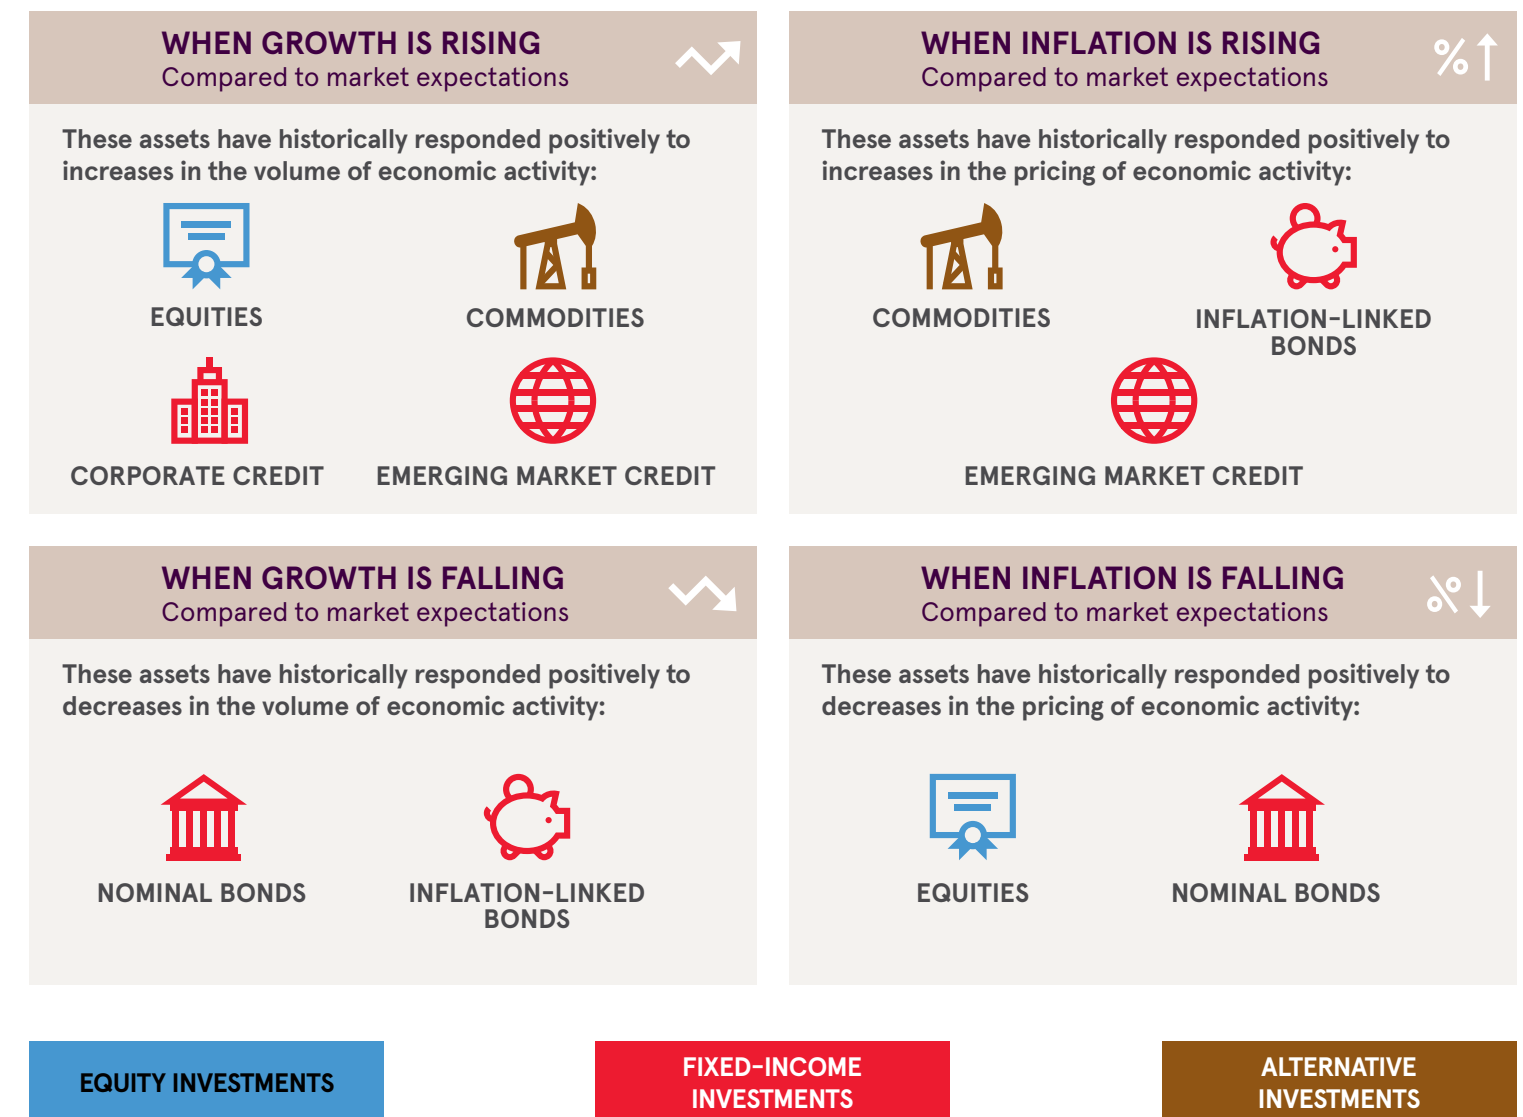 WHEN GROWTH IS RISING
Compared to market expectations
These assets have historically responded positively to
increases in the volume of economic activity:
EQUITIES
COMMODITIES
CORPORATE CREDIT
EMERGING MARKET CREDIT
WHEN INFLATION IS RISING
Compared to market expectations
%
These assets have historically responded positively to
increases in the pricing of economic activity:
COMMODITIES
INFLATION-LINKED
BONDS
EMERGING MARKET CREDIT
WHEN GROWTH IS FALLING
Compared to market expectations
These assets have historically responded positively to
decreases in the volume of economic activity:
NOMINAL BONDS
INFLATION-LINKED
BONDS
WHEN INFLATION IS FALLING
Compared to market expectations
%
These assets have historically responded positively to
decreases in the pricing of economic activity:
EQUITIES
NOMINAL BONDS
EQUITY INVESTMENTS
FIXED-INCOME
INVESTMENTS
ALTERNATIVE
INVESTMENTS